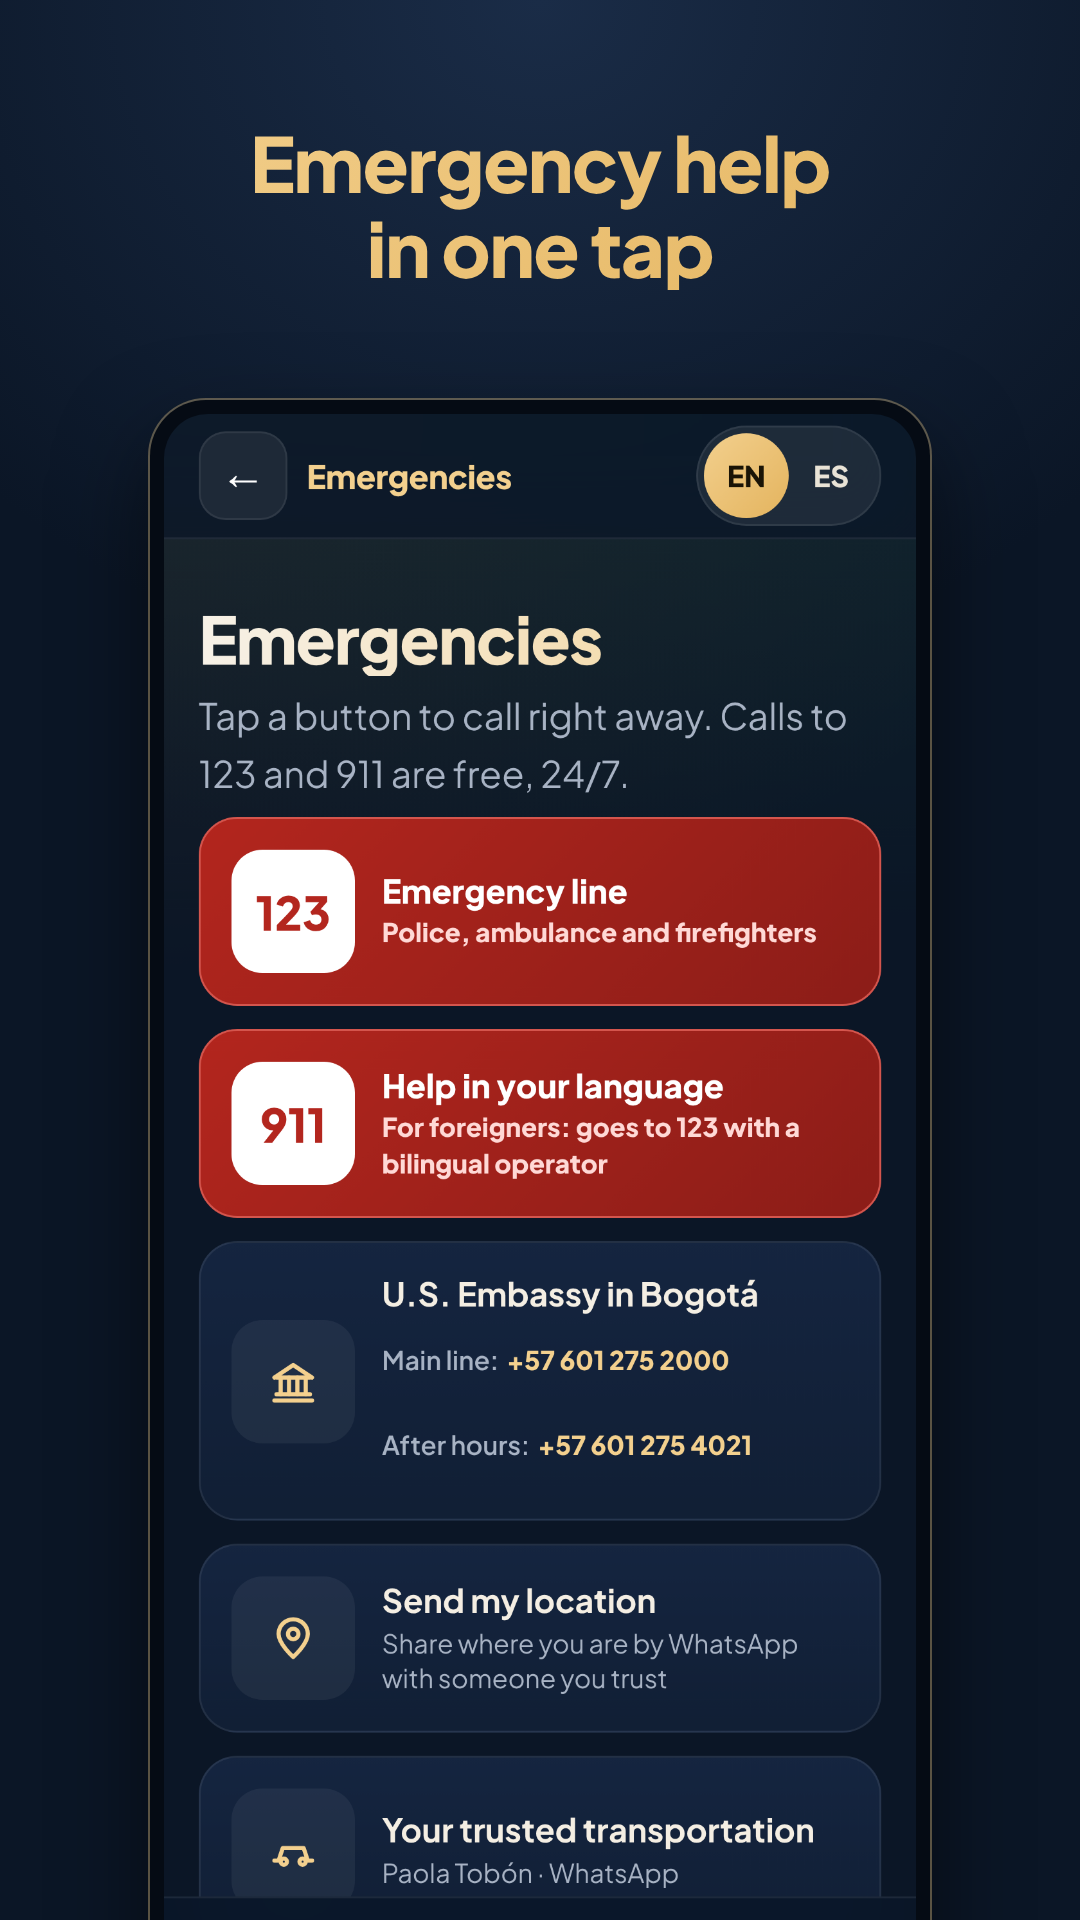 Emergency help
in one tap
← Emergencies EN ES
Emergencies
Tap a button to call right away. Calls to
123 and 911 are free, 24/7.
123
Emergency line
Police, ambulance and firefighters
911
Help in your language
For foreigners: goes to 123 with a
bilingual operator
U.S. Embassy in Bogotá
Main line: +57 601 275 2000
After hours: +57 601 275 4021
Send my location
Share where you are by WhatsApp
with someone you trust
Your trusted transportation
Paola Tobón · WhatsApp